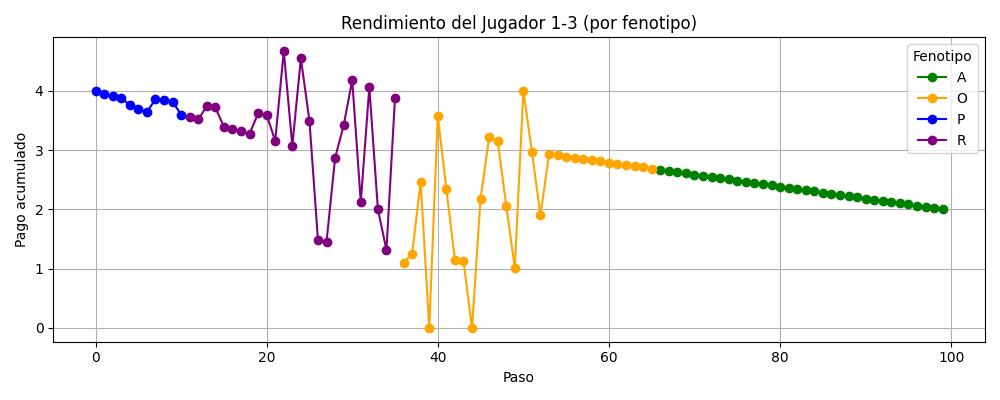 Rendimiento del Jugador 1-3 (por fenotipo)
Fenotipo
A
O
P
R
Pago acumulado
4
3
2
1
0
0 20 40 60 80 100
Paso